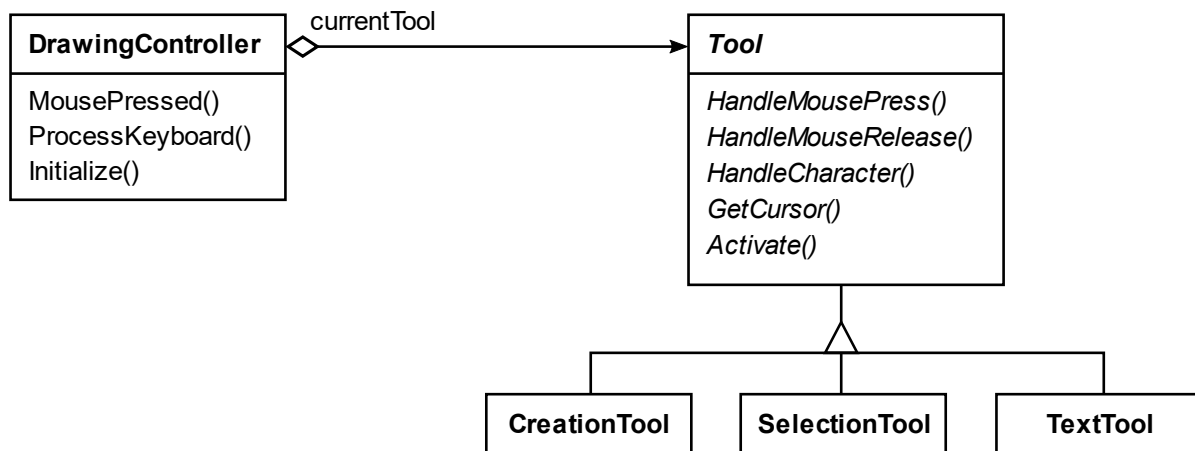 currentTool
DrawingController
MousePressed()
ProcessKeyboard()
Initialize()
Tool
HandleMousePress()
HandleMouseRelease()
HandleCharacter()
GetCursor()
Activate()
CreationTool
SelectionTool
TextTool